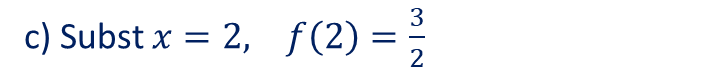 c) Subst x = 2, f(2) = 3/2